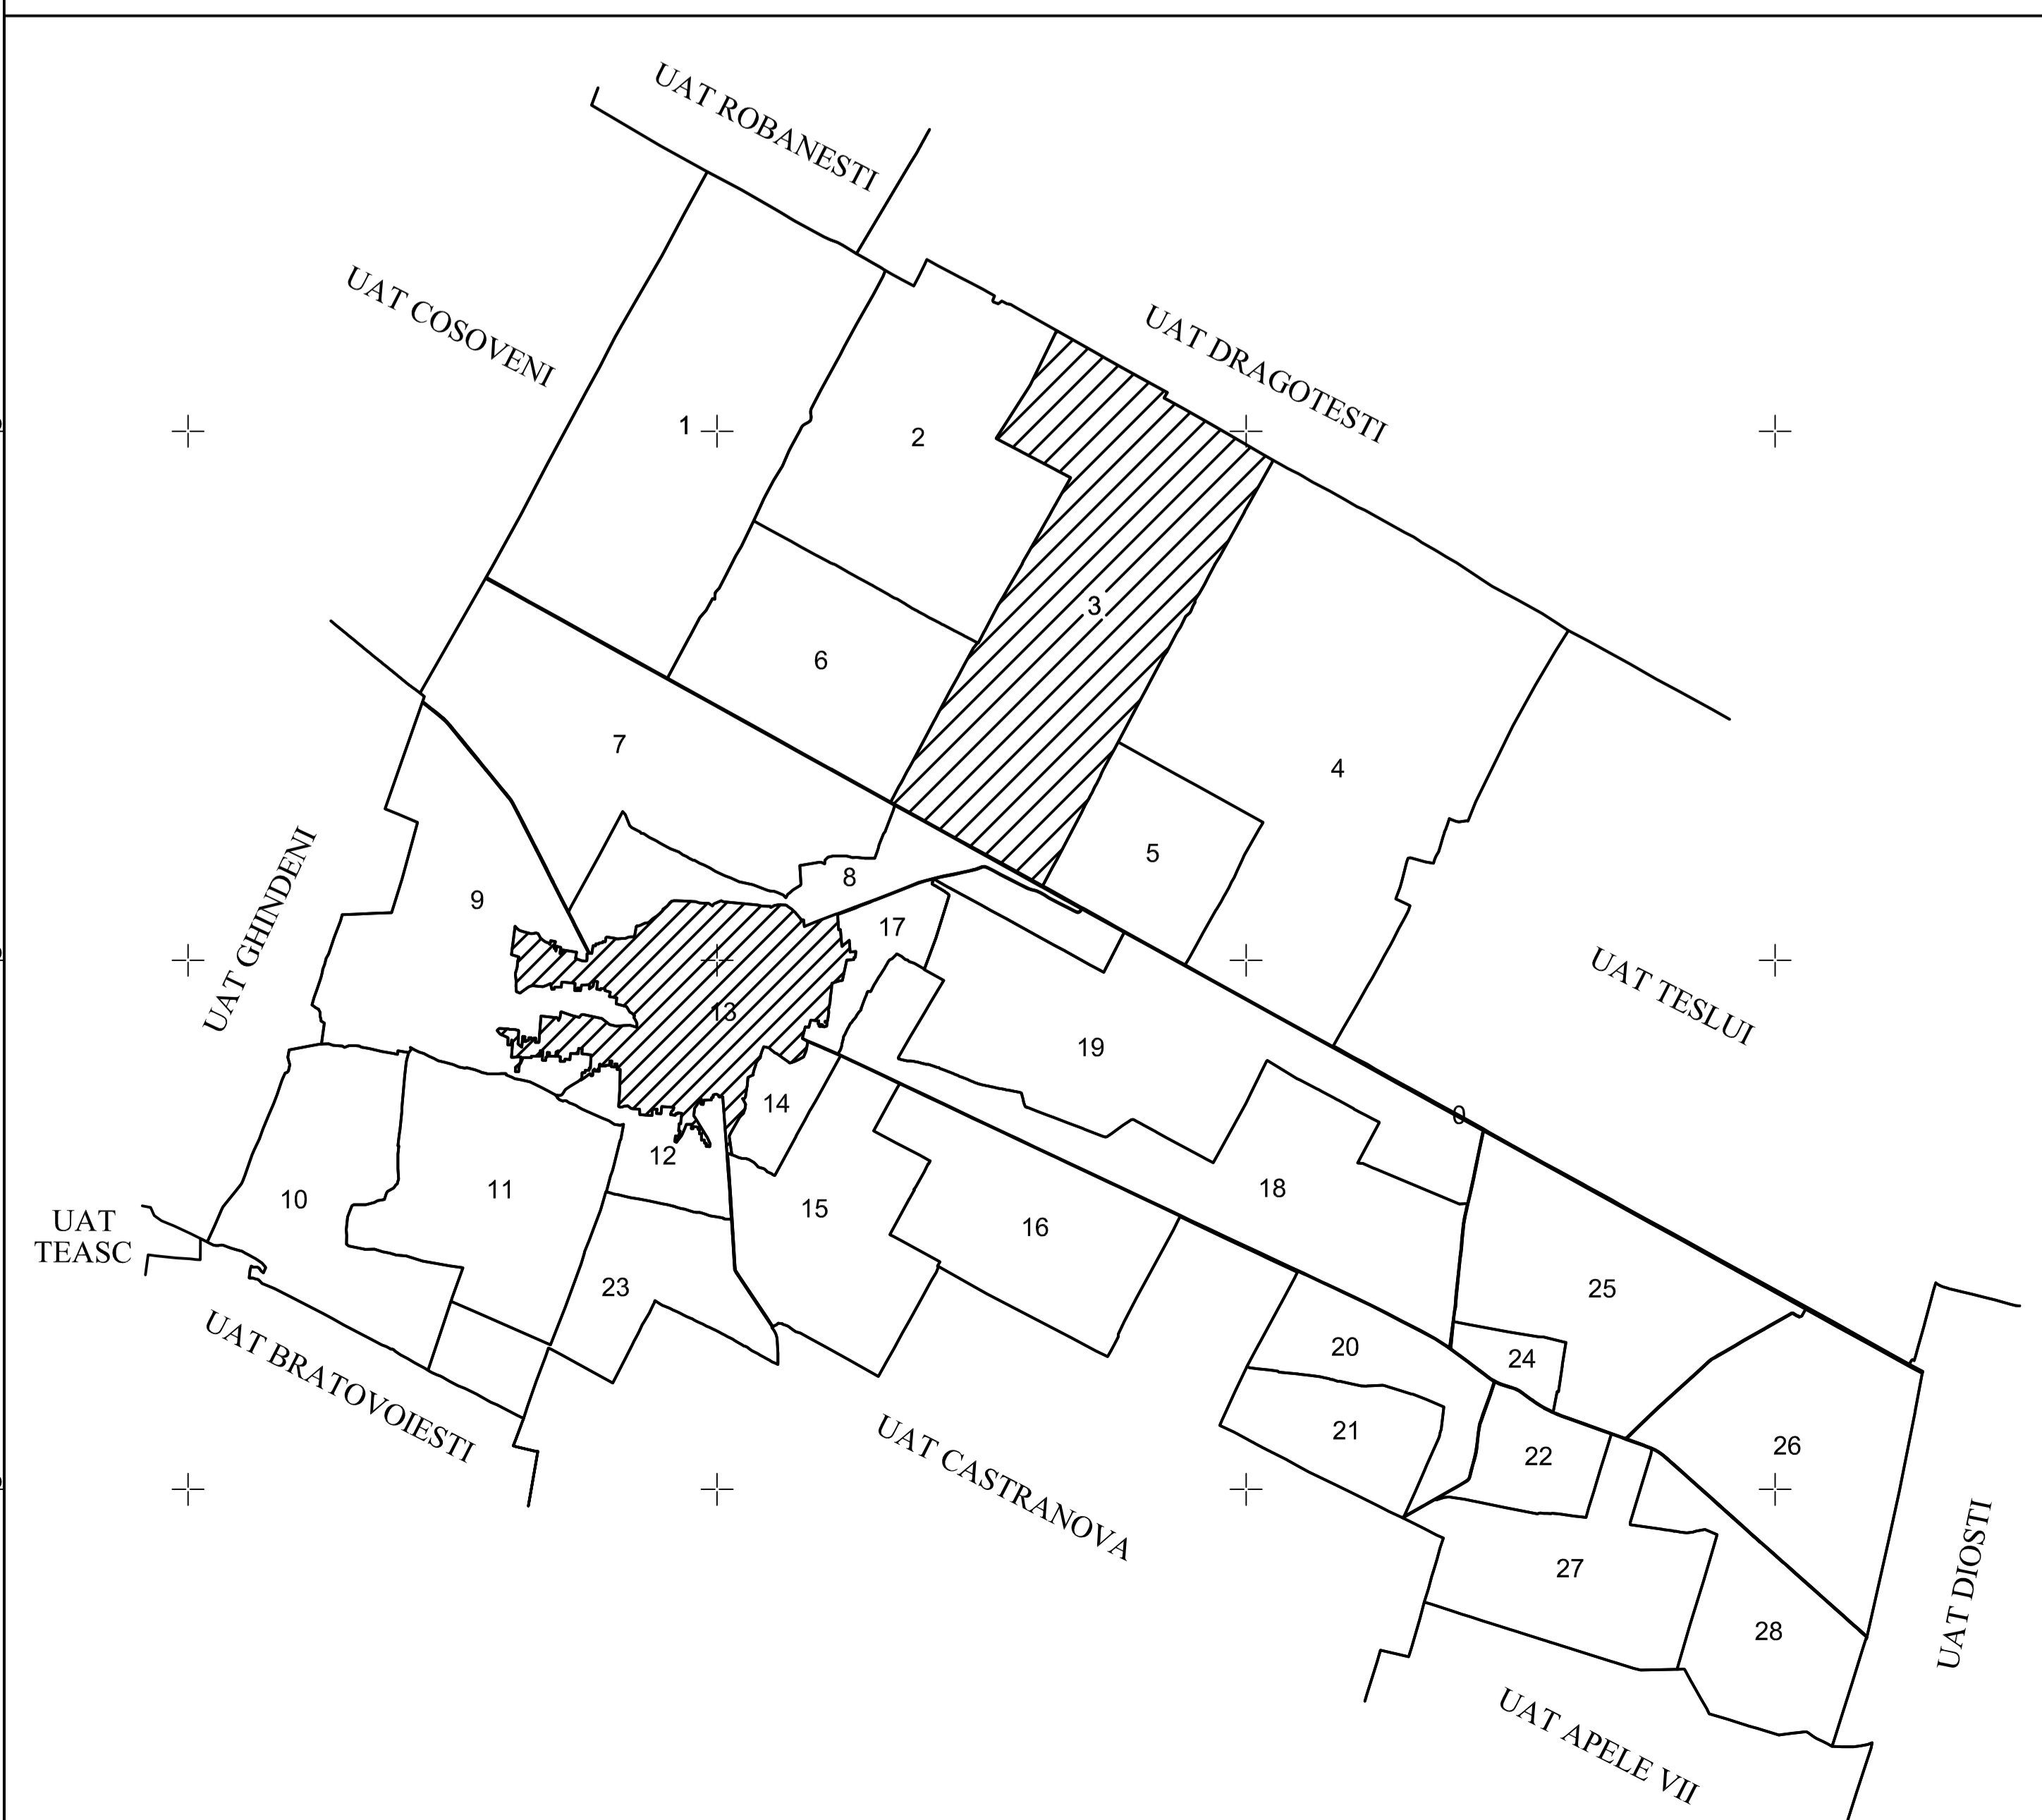 UAT ROBANESTI
UAT COSOVENI
UAT DRAGOTESTI
1
2
3
6
7
4
5
8
9
17
UAT GHINDENI
13
19
UAT TESLUI
14
0
12
10
11
15
16
18
UAT
TEASC
23
25
20
24
21
22
26
UAT BRATOVOIESTI
UAT CASTRANOVA
27
28
UAT DIOSTI
UAT APELE VII